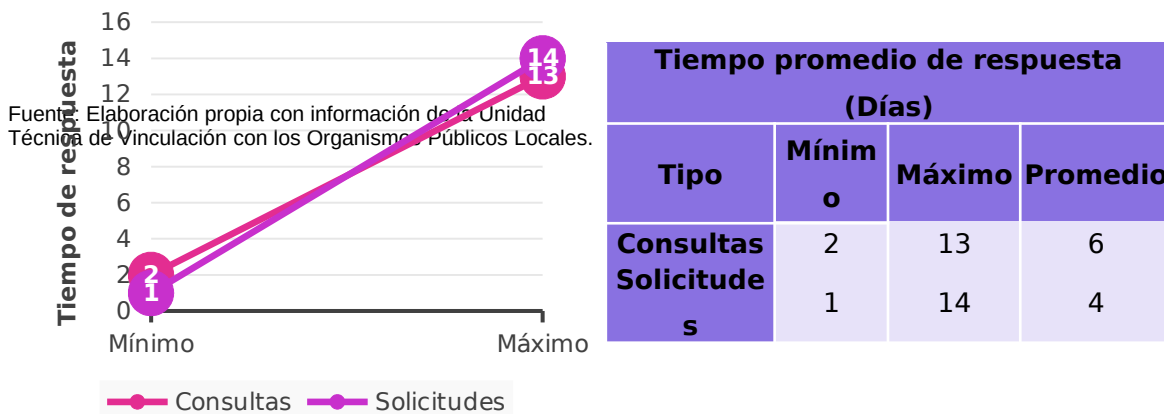 16
14
12
10
8
6
4
2
0
Tiempo de respuesta
14
13
2
1
Fuente: Elaboración propia con información de la Unidad
Técnica de Vinculación con los Organismos Públicos Locales.
Mínimo
Máximo
Consultas
Solicitudes
Tiempo promedio de respuesta
(Días)
Tipo
Mínim
o
Máximo
Promedio
Consultas
2
13
6
Solicitude
s
1
14
4